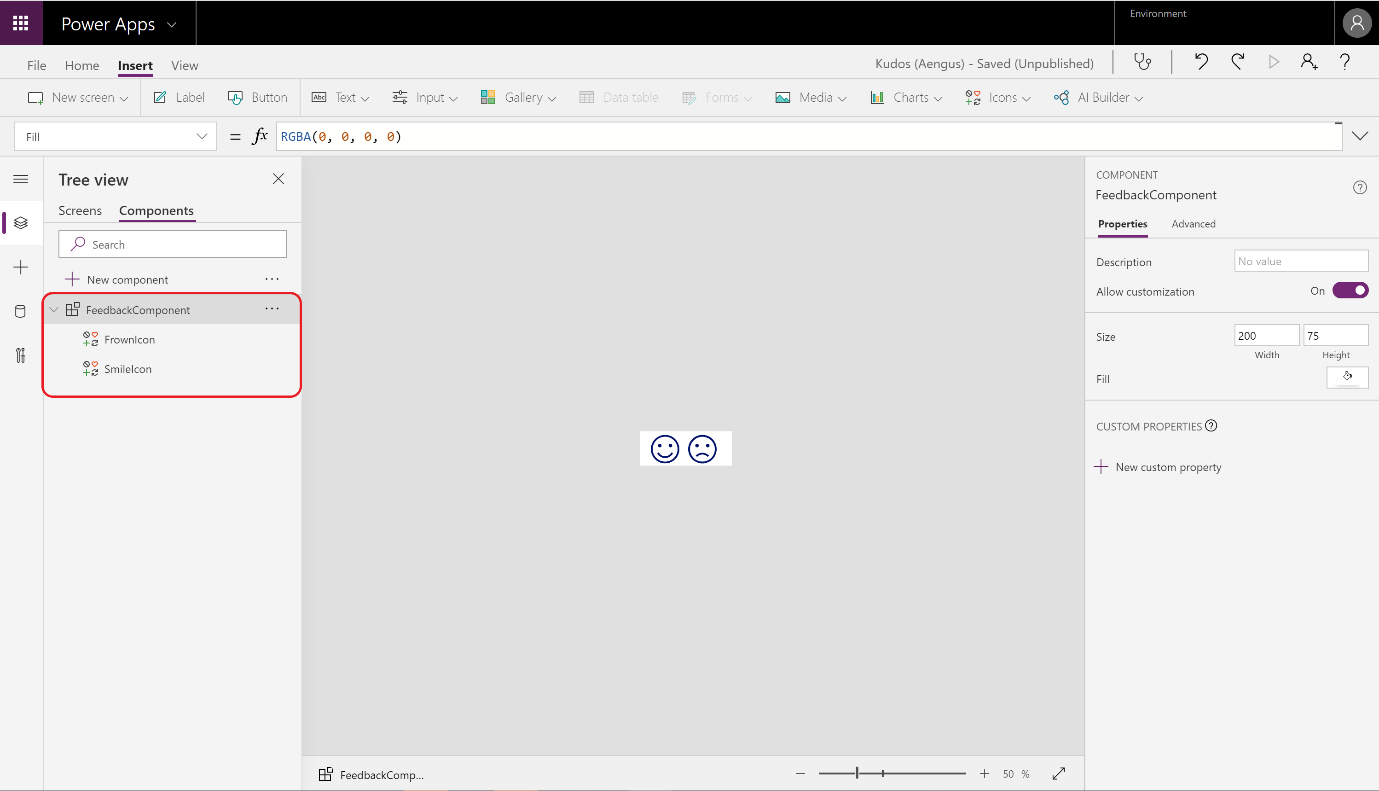 Power Apps
Environment
File Home Insert View
Kudos (Aengus) - Saved (Unpublished)
New screen Label Button Text Input Gallery Data table Forms Media Charts Icons AI Builder
Fill = fx RGBA(0, 0, 0, 0)
Tree view
Screens Components
Search
New component
FeedbackComponent
FrownIcon
SmileIcon
FeedbackComp...
50 %
COMPONENT
FeedbackComponent
Properties Advanced
Description No value
Allow customization On
Size 200 75
Width Height
Fill
CUSTOM PROPERTIES
New custom property